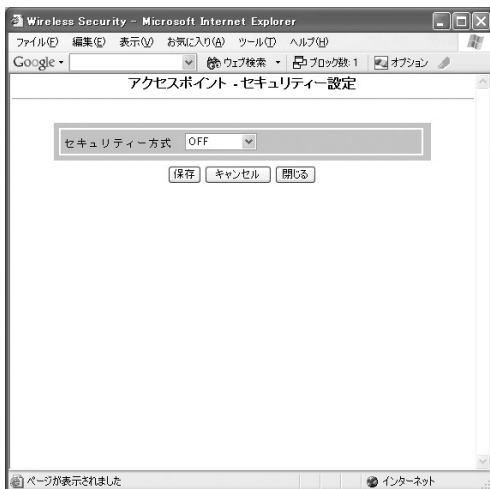 Wireless Security - Microsoft Internet Explorer
ファイル(F) 編集(E) 表示(V) お気に入り(A) ツール(T) ヘルプ(H)
Google ウェブ検索 ブロック数: 1 オプション
アクセスポイント - セキュリティー設定
セキュリティー方式 OFF
保存 キャンセル 閉じる
ページが表示されました インターネット